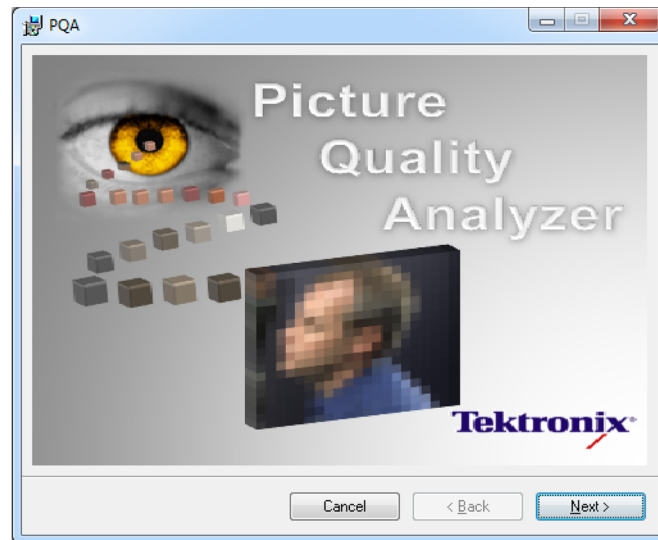 PQA
Picture
Quality
Analyzer
Tektronix®
Cancel
< Back
Next >